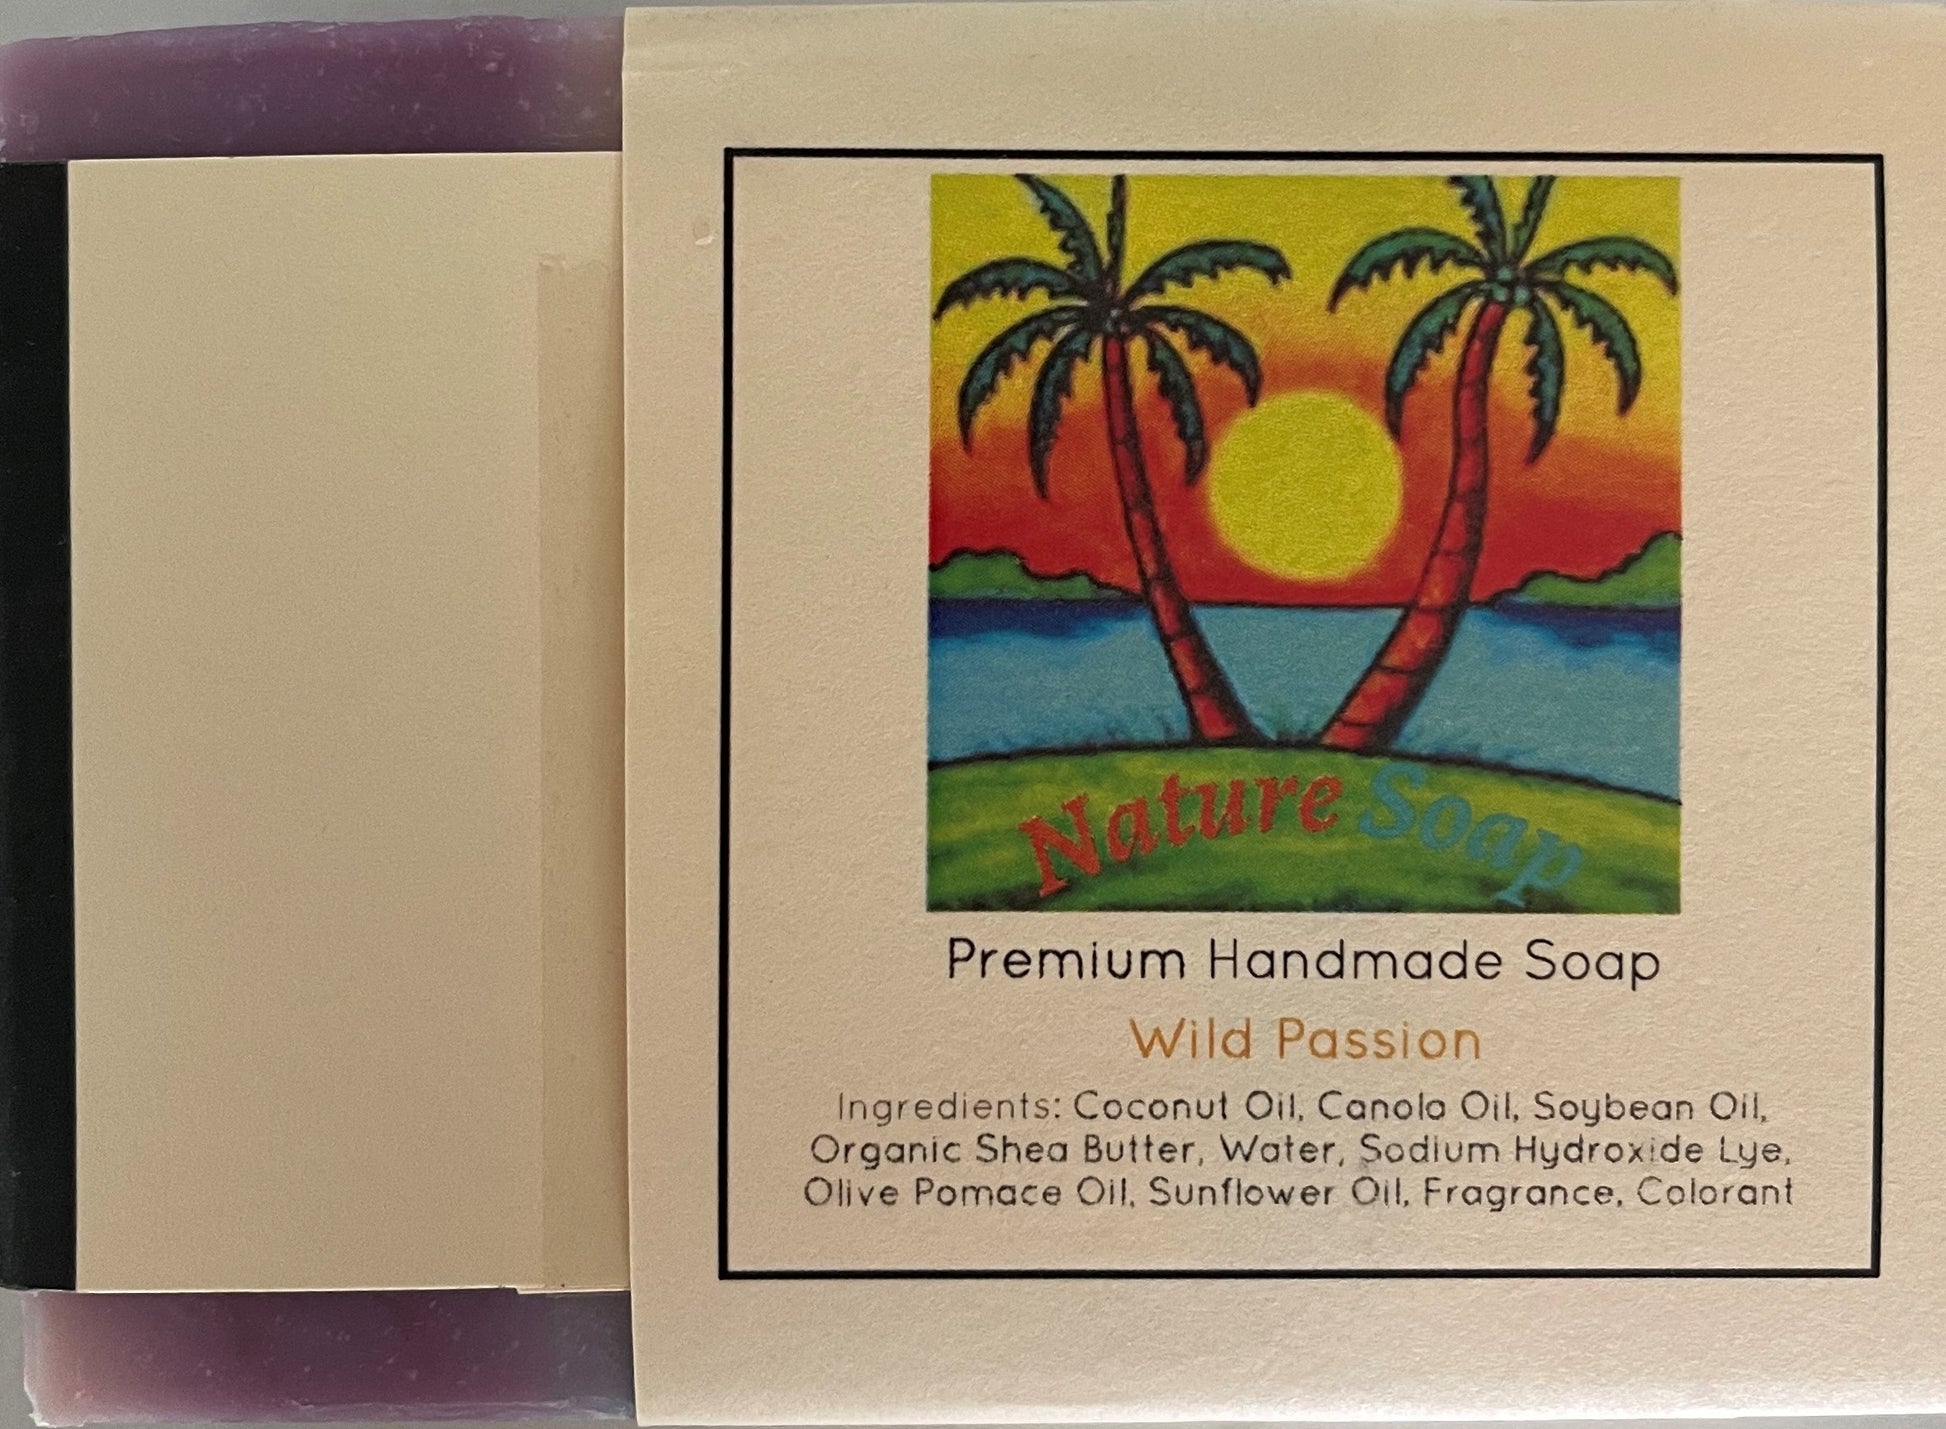 Nature Soap
Premium Handmade Soap
Wild Passion
Ingredients: Coconut Oil, Canola Oil, Soybean Oil,
Organic Shea Butter, Water, Sodium Hydroxide Lye,
Olive Pomace Oil, Sunflower Oil, Fragrance, Colorant